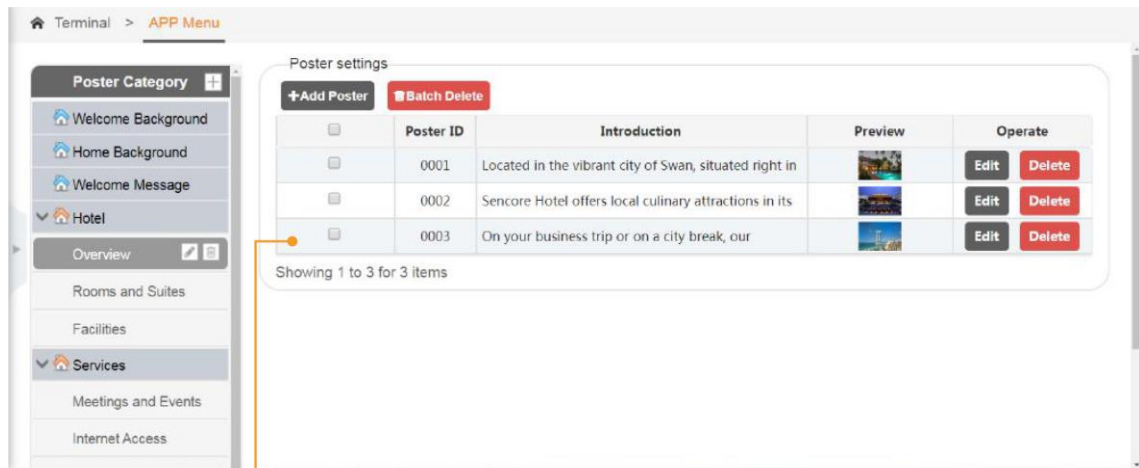 Terminal > APP Menu
Poster Category
Welcome Background
Home Background
Welcome Message
Hotel
Overview
Rooms and Suites
Facilities
Services
Meetings and Events
Internet Access
Poster settings
+Add Poster Batch Delete
Poster ID Introduction Preview Operate
0001 Located in the vibrant city of Swan, situated right in Edit Delete
0002 Sencore Hotel offers local culinary attractions in its Edit Delete
0003 On your business trip or on a city break, our Edit Delete
Showing 1 to 3 for 3 items